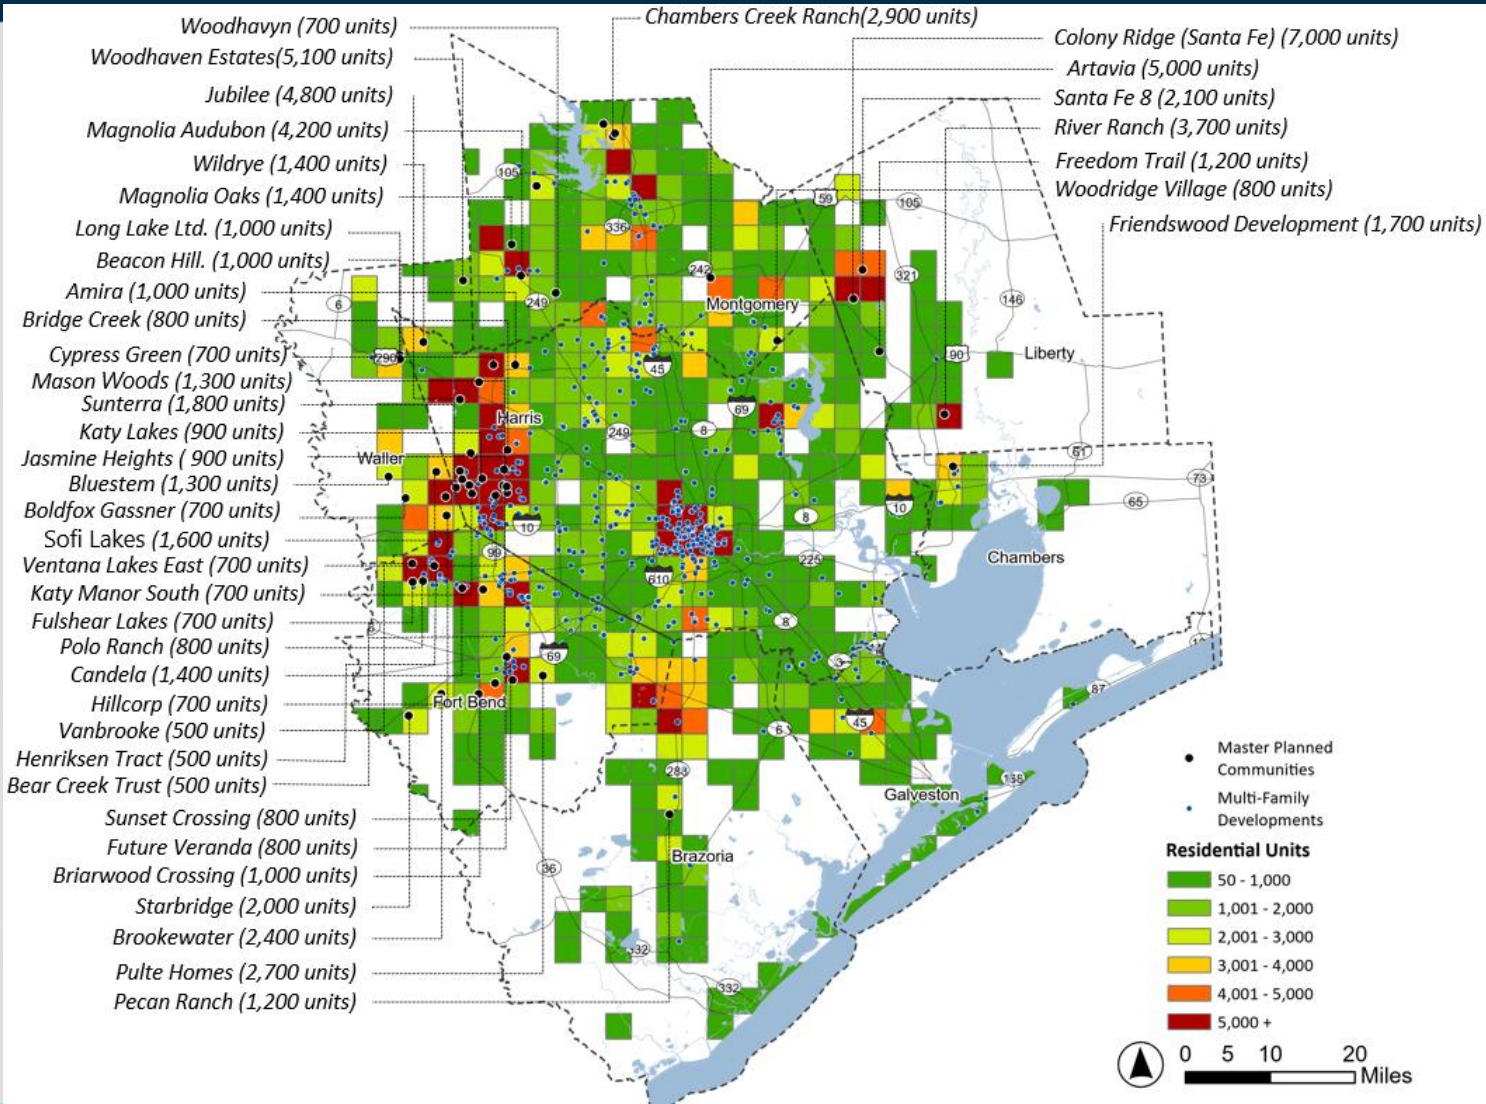 Woodhavyn (700 units)
Woodhaven Estates(5,100 units)
Jubilee (4,800 units)
Magnolia Audubon (4,200 units)
Wildrye (1,400 units)
Magnolia Oaks (1,400 units)
Long Lake Ltd. (1,000 units)
Beacon Hill. (1,000 units)
Amira (1,000 units)
Bridge Creek (800 units)
Cypress Green (700 units)
Mason Woods (1,300 units)
Sunterra (1,800 units)
Katy Lakes (900 units)
Jasmine Heights ( 900 units)
Bluestem (1,300 units)
Boldfox Gassner (700 units)
Sofi Lakes (1,600 units)
Ventana Lakes East (700 units)
Katy Manor South (700 units)
Fulshear Lakes (700 units)
Polo Ranch (800 units)
Candela (1,400 units)
Hillcorp (700 units)
Vanbrooke (500 units)
Henriksen Tract (500 units)
Bear Creek Trust (500 units)
Sunset Crossing (800 units)
Future Veranda (800 units)
Briarwood Crossing (1,000 units)
Starbridge (2,000 units)
Brookewater (2,400 units)
Pulte Homes (2,700 units)
Pecan Ranch (1,200 units)
Chambers Creek Ranch(2,900 units)
Colony Ridge (Santa Fe) (7,000 units)
Artavia (5,000 units)
Santa Fe 8 (2,100 units)
River Ranch (3,700 units)
Freedom Trail (1,200 units)
Woodridge Village (800 units)
Friendswood Development (1,700 units)
105
59
105
336
242
321
6
249
146
Montgomery
290
45
90
Liberty
69
Harris
249
8
Waller
61
73
10
65
10
8
99
225
Chambers
610
8
69
3
Fort Bend
87
45
6
288
Galveston
Brazoria
36
332
Master Planned
Communities
Multi-Family
Developments
Residential Units
50 - 1,000
1,001 - 2,000
2,001 - 3,000
3,001 - 4,000
4,001 - 5,000
5,000 +
0 5 10 20
Miles